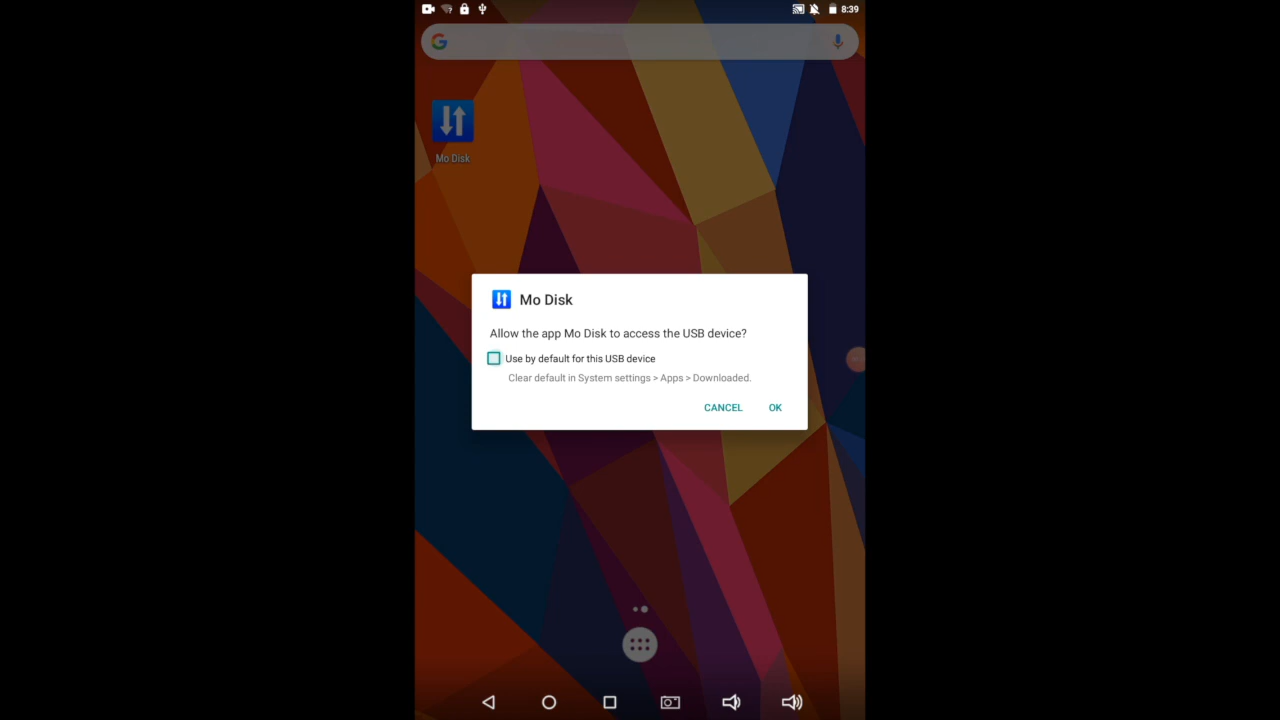 8:39
Mo Disk
Mo Disk
Allow the app Mo Disk to access the USB device?
Use by default for this USB device
Clear default in System settings > Apps > Downloaded.
CANCEL OK